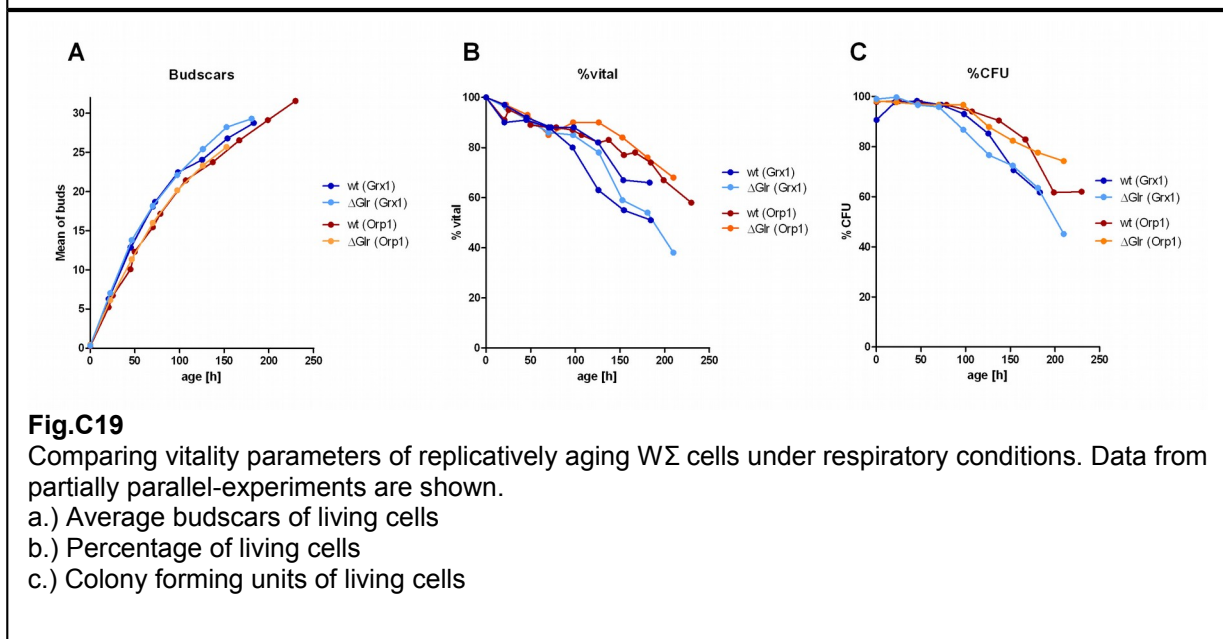 A
Budscars
Mean of buds
30
25
20
15
10
5
0
0 50 100 150 200 250
age [h]
wt (Grx1)
ΔGlr (Grx1)
wt (Orp1)
ΔGlr (Orp1)
B
%vital
% vital
100
80
60
40
20
0
0 50 100 150 200 250
age [h]
wt (Grx1)
ΔGlr (Grx1)
wt (Orp1)
ΔGlr (Orp1)
C
%CFU
% CFU
100
80
60
40
20
0
0 50 100 150 200 250
age [h]
wt (Grx1)
ΔGlr (Grx1)
wt (Orp1)
ΔGlr (Orp1)
Fig.C19
Comparing vitality parameters of replicatively aging WΣ cells under respiratory conditions. Data from
partially parallel-experiments are shown.
a.) Average budscars of living cells
b.) Percentage of living cells
c.) Colony forming units of living cells